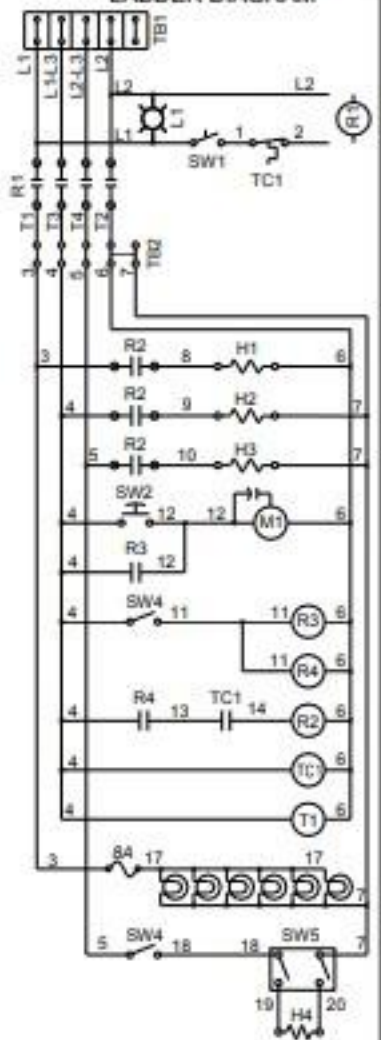 LADDER DIAGRAM
TB1
L1
L1-L3
L2-L3
L2
L2
L2
L1
R1
L1
SW1
1
TC1
2
R1
T1
T3
T4
T2
TB2
3
4
5
6
7
3
R2
8
H1
6
4
R2
9
H2
7
5
R2
10
H3
7
4
SW2
12
12
M1
6
4
R3
12
4
SW4
11
11
R3
6
11
R4
6
4
R4
13
TC1
14
R2
6
4
TC1
6
4
T1
6
3
8A
17
17
7
5
SW4
18
18
SW5
7
19
20
H4